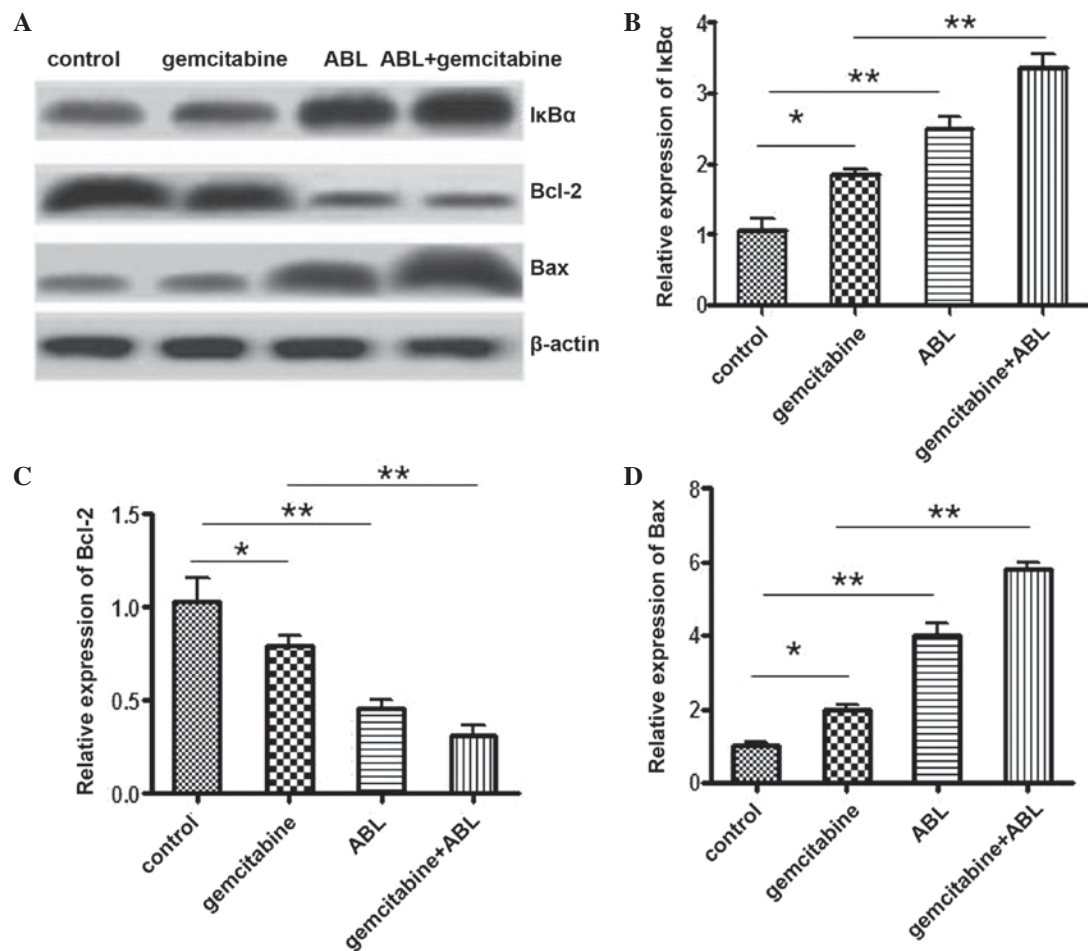 A
control gemcitabine ABL ABL+gemcitabine
IκBα
Bcl-2
Bax
β-actin
B
Relative expression of IκBα
4
3
2
1
0
**
**
*
control
gemcitabine
ABL
gemcitabine+ABL
C
Relative expression of Bcl-2
1.5
1.0
0.5
0.0
**
**
*
control
gemcitabine
ABL
gemcitabine+ABL
D
Relative expression of Bax
8
6
4
2
0
**
**
*
control
gemcitabine
ABL
gemcitabine+ABL